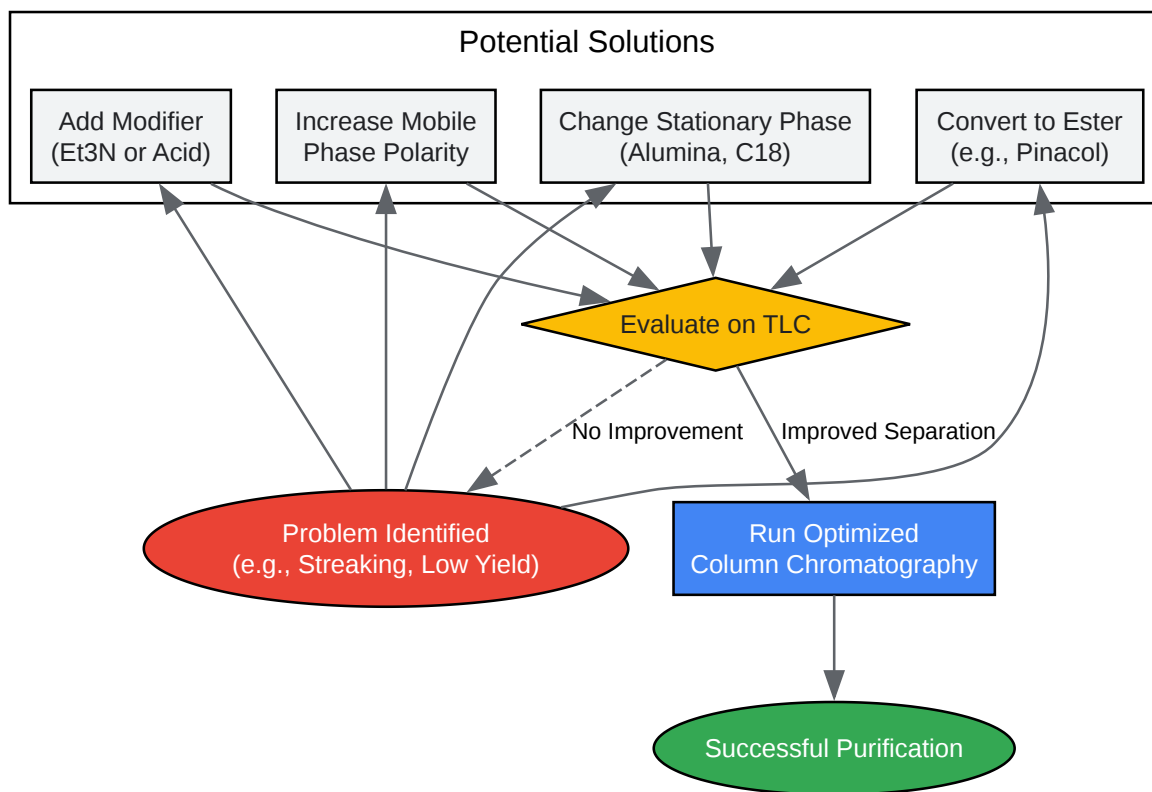 Potential Solutions
Add Modifier
(Et3N or Acid)
Increase Mobile
Phase Polarity
Change Stationary Phase
(Alumina, C18)
Convert to Ester
(e.g., Pinacol)
Evaluate on TLC
No Improvement
Improved Separation
Problem Identified
(e.g., Streaking, Low Yield)
Run Optimized
Column Chromatography
Successful Purification